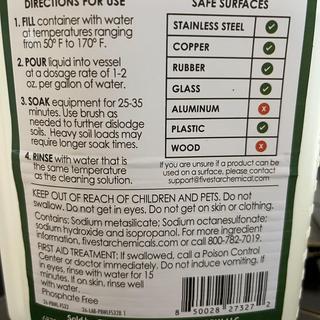 DIRECTIONS FOR USE
1. FILL container with water
at temperatures ranging
from 50° F to 170° F.
2. POUR liquid into vessel
at a dosage rate of 1-2
oz. per gallon of water.
3. SOAK equipment for 25-35
minutes. Use brush as
needed to further dislodge
soils. Heavy soil loads may
require longer soak times.
4. RINSE with water that is
the same temperature
as the cleaning solution.
SAFE SURFACES
STAINLESS STEEL
COPPER
RUBBER
GLASS
ALUMINUM
PLASTIC
WOOD
If you are unsure if a product can be
used on a surface, please contact
support@fivestarchemical.com
KEEP OUT OF REACH OF CHILDREN AND PETS. Do not
swallow. Do not get in eyes. Do not get on skin or clothing.
Contains: Sodium metasilicate; Sodium octanesulfonate;
sodium hydroxide and isopropanol. For more ingredient
information, fivestarchemicals.com or call 800-782-7019.
FIRST AID TREATMENT: If swallowed, call a Poison Control
Center or doctor immediately. Do not induce vomiting. If
in eyes, rinse with water for 15
minutes. If on skin, rinse well
with water.
Phosphate Free
26-PBWL-FS32
26-LAB-PBWLFS32B 1
8 50028 27327 2